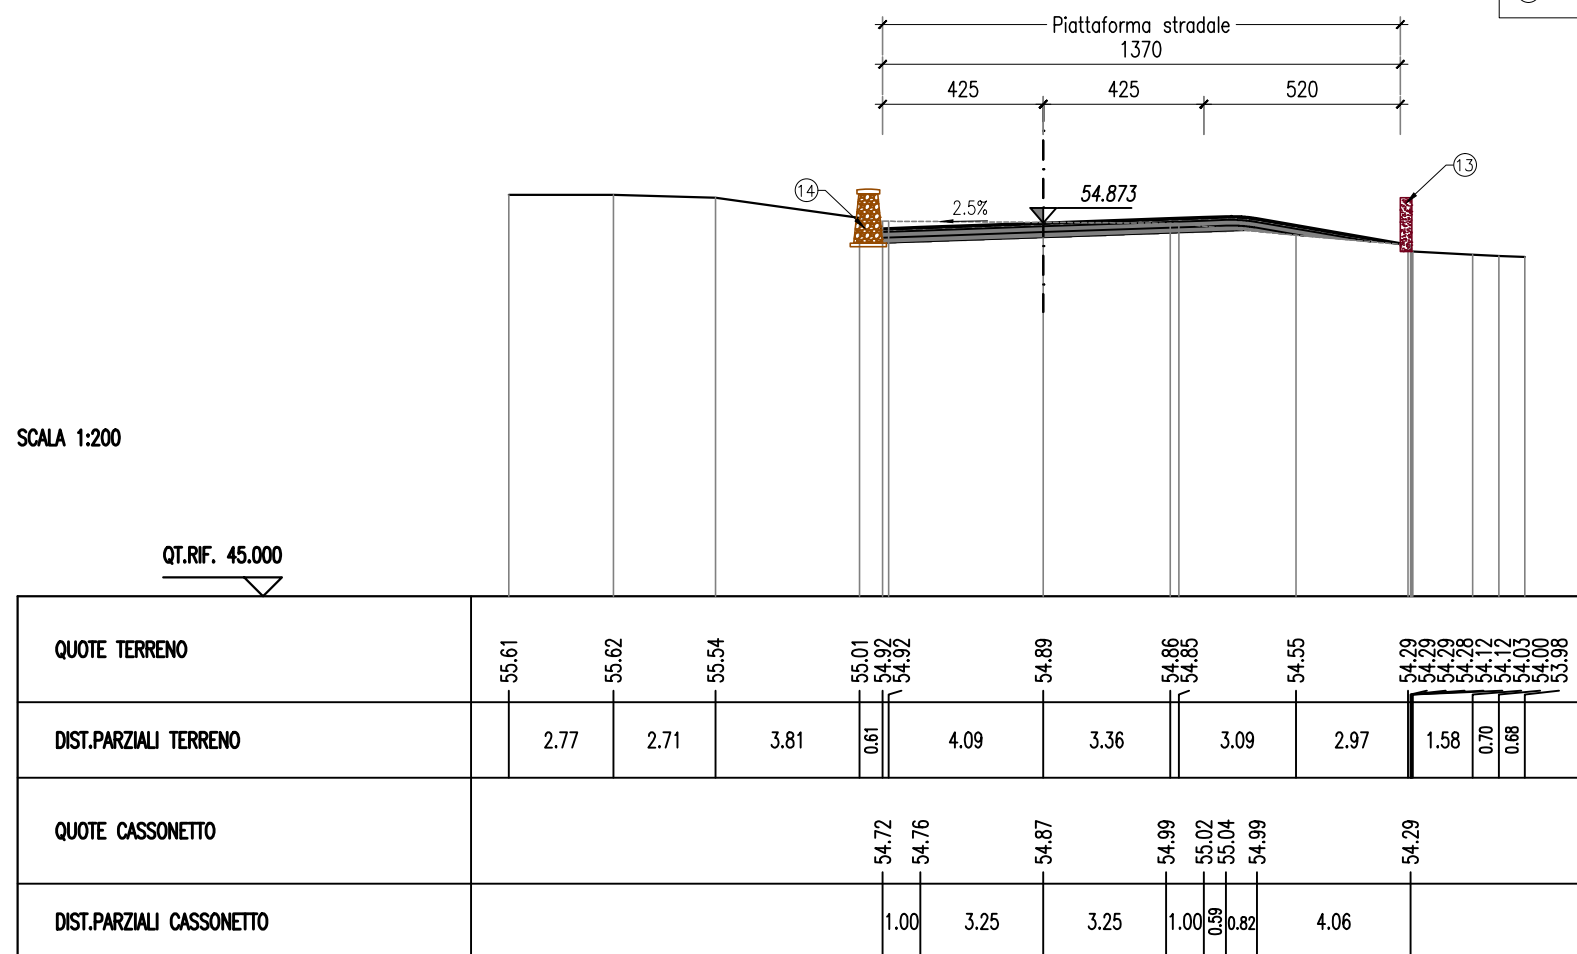 Piattaforma stradale
1370
425 425 520
14
13
2.5%
54.873
SCALA 1:200
QT.RIF. 45.000
QUOTE TERRENO
55.61 55.62 55.54 55.01 54.92 54.92 54.89 54.86 54.85 54.55 54.29 54.29 54.29 54.28 54.12 54.12 54.03 54.00 53.98
DIST.PARZIALI TERRENO
2.77 2.71 3.81 0.61 4.09 3.36 3.09 2.97 1.58 0.70 0.68
QUOTE CASSONETTO
54.72 54.76 54.87 54.99 55.02 55.04 54.99 54.29
DIST.PARZIALI CASSONETTO
1.00 3.25 3.25 1.00 0.59 0.82 4.06